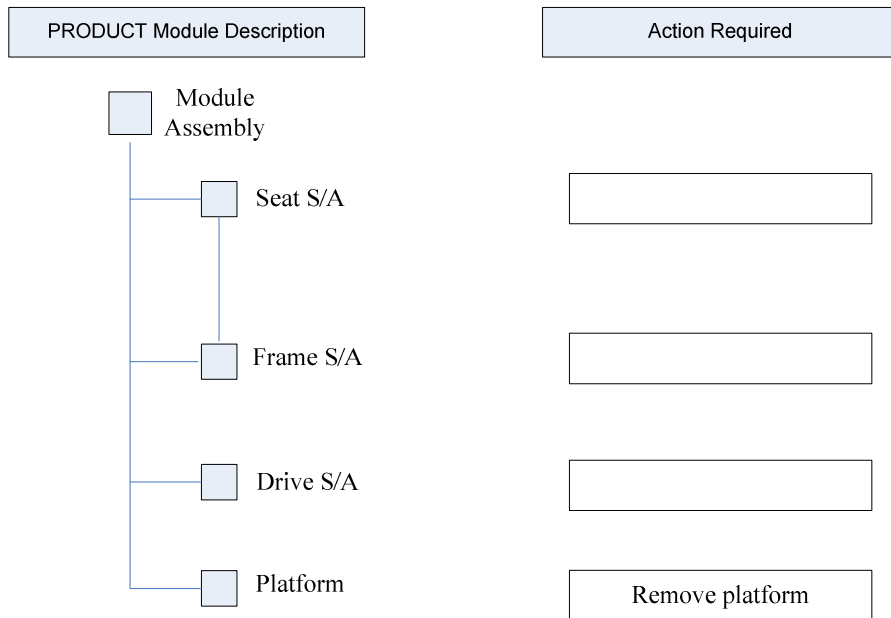 PRODUCT Module Description
Action Required
Module
Assembly
Seat S/A
Frame S/A
Drive S/A
Platform
Remove platform